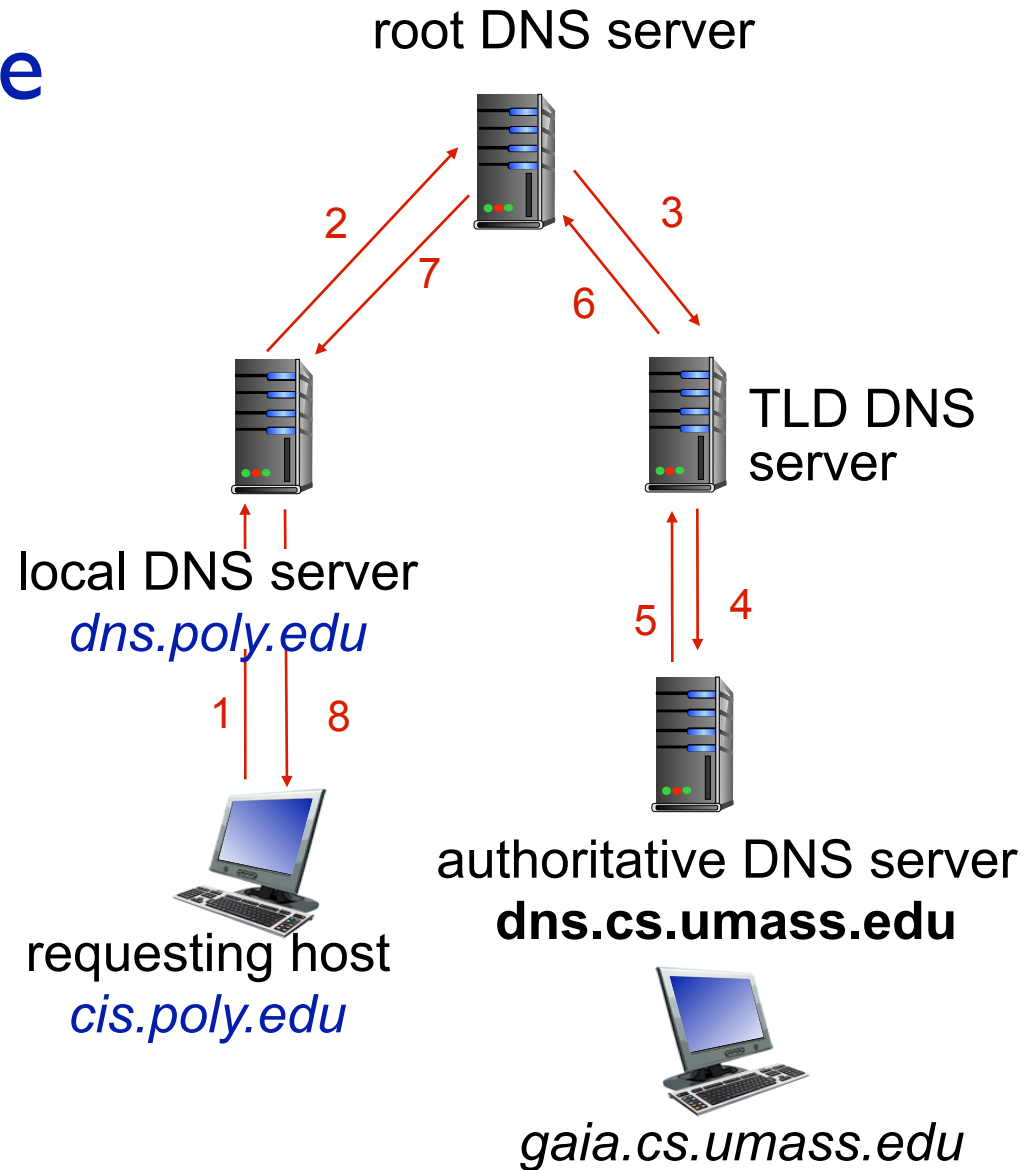 root DNS server
e
2
3
7
6
TLD DNS
server
local DNS server
dns.poly.edu
5
4
1
8
authoritative DNS server
dns.cs.umass.edu
requesting host
cis.poly.edu
gaia.cs.umass.edu